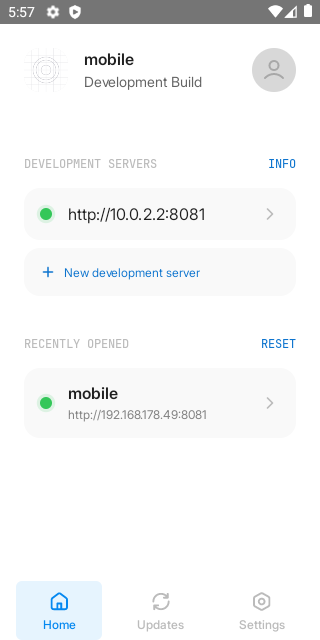 5:57
mobile
Development Build
DEVELOPMENT SERVERS INFO
http://10.0.2.2:8081
+ New development server
RECENTLY OPENED RESET
mobile
http://192.168.178.49:8081
Home Updates Settings